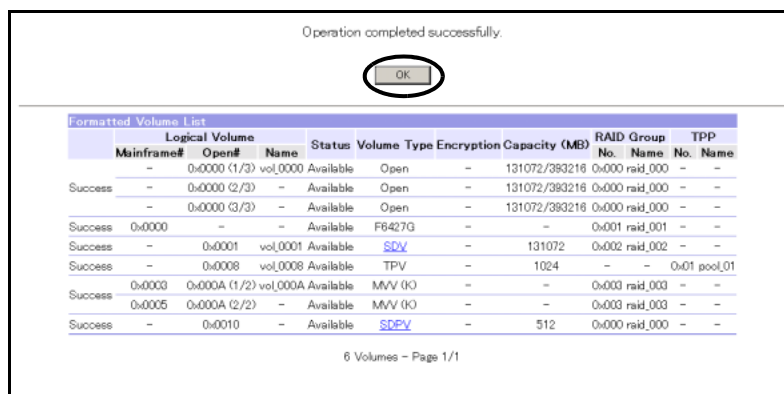 Operation completed successfully.
OK
Formatted Volume List
Logical Volume Status Volume Type Encryption Capacity (MB) RAID Group TPP
Mainframe# Open# Name No. Name No. Name
Success - 0x0000 (1/3) vol_0000 Available Open - 131072/393216 0x000 raid_000 - -
- 0x0000 (2/3) - Available Open - 131072/393216 0x000 raid_000 - -
- 0x0000 (3/3) - Available Open - 131072/393216 0x000 raid_000 - -
Success 0x0000 - - Available F6427G - - 0x001 raid_001 - -
Success - 0x0001 vol_0001 Available SDV - 131072 0x002 raid_002 - -
Success - 0x0008 vol_0008 Available TPV - 1024 - - 0x01 pool_01
Success 0x0003 0x000A (1/2) vol_000A Available MVV (K) - - 0x003 raid_003 - -
0x0005 0x000A (2/2) - Available MVV (K) - - 0x003 raid_003 - -
Success - 0x0010 - Available SDPV - 512 0x000 raid_000 - -
6 Volumes - Page 1/1